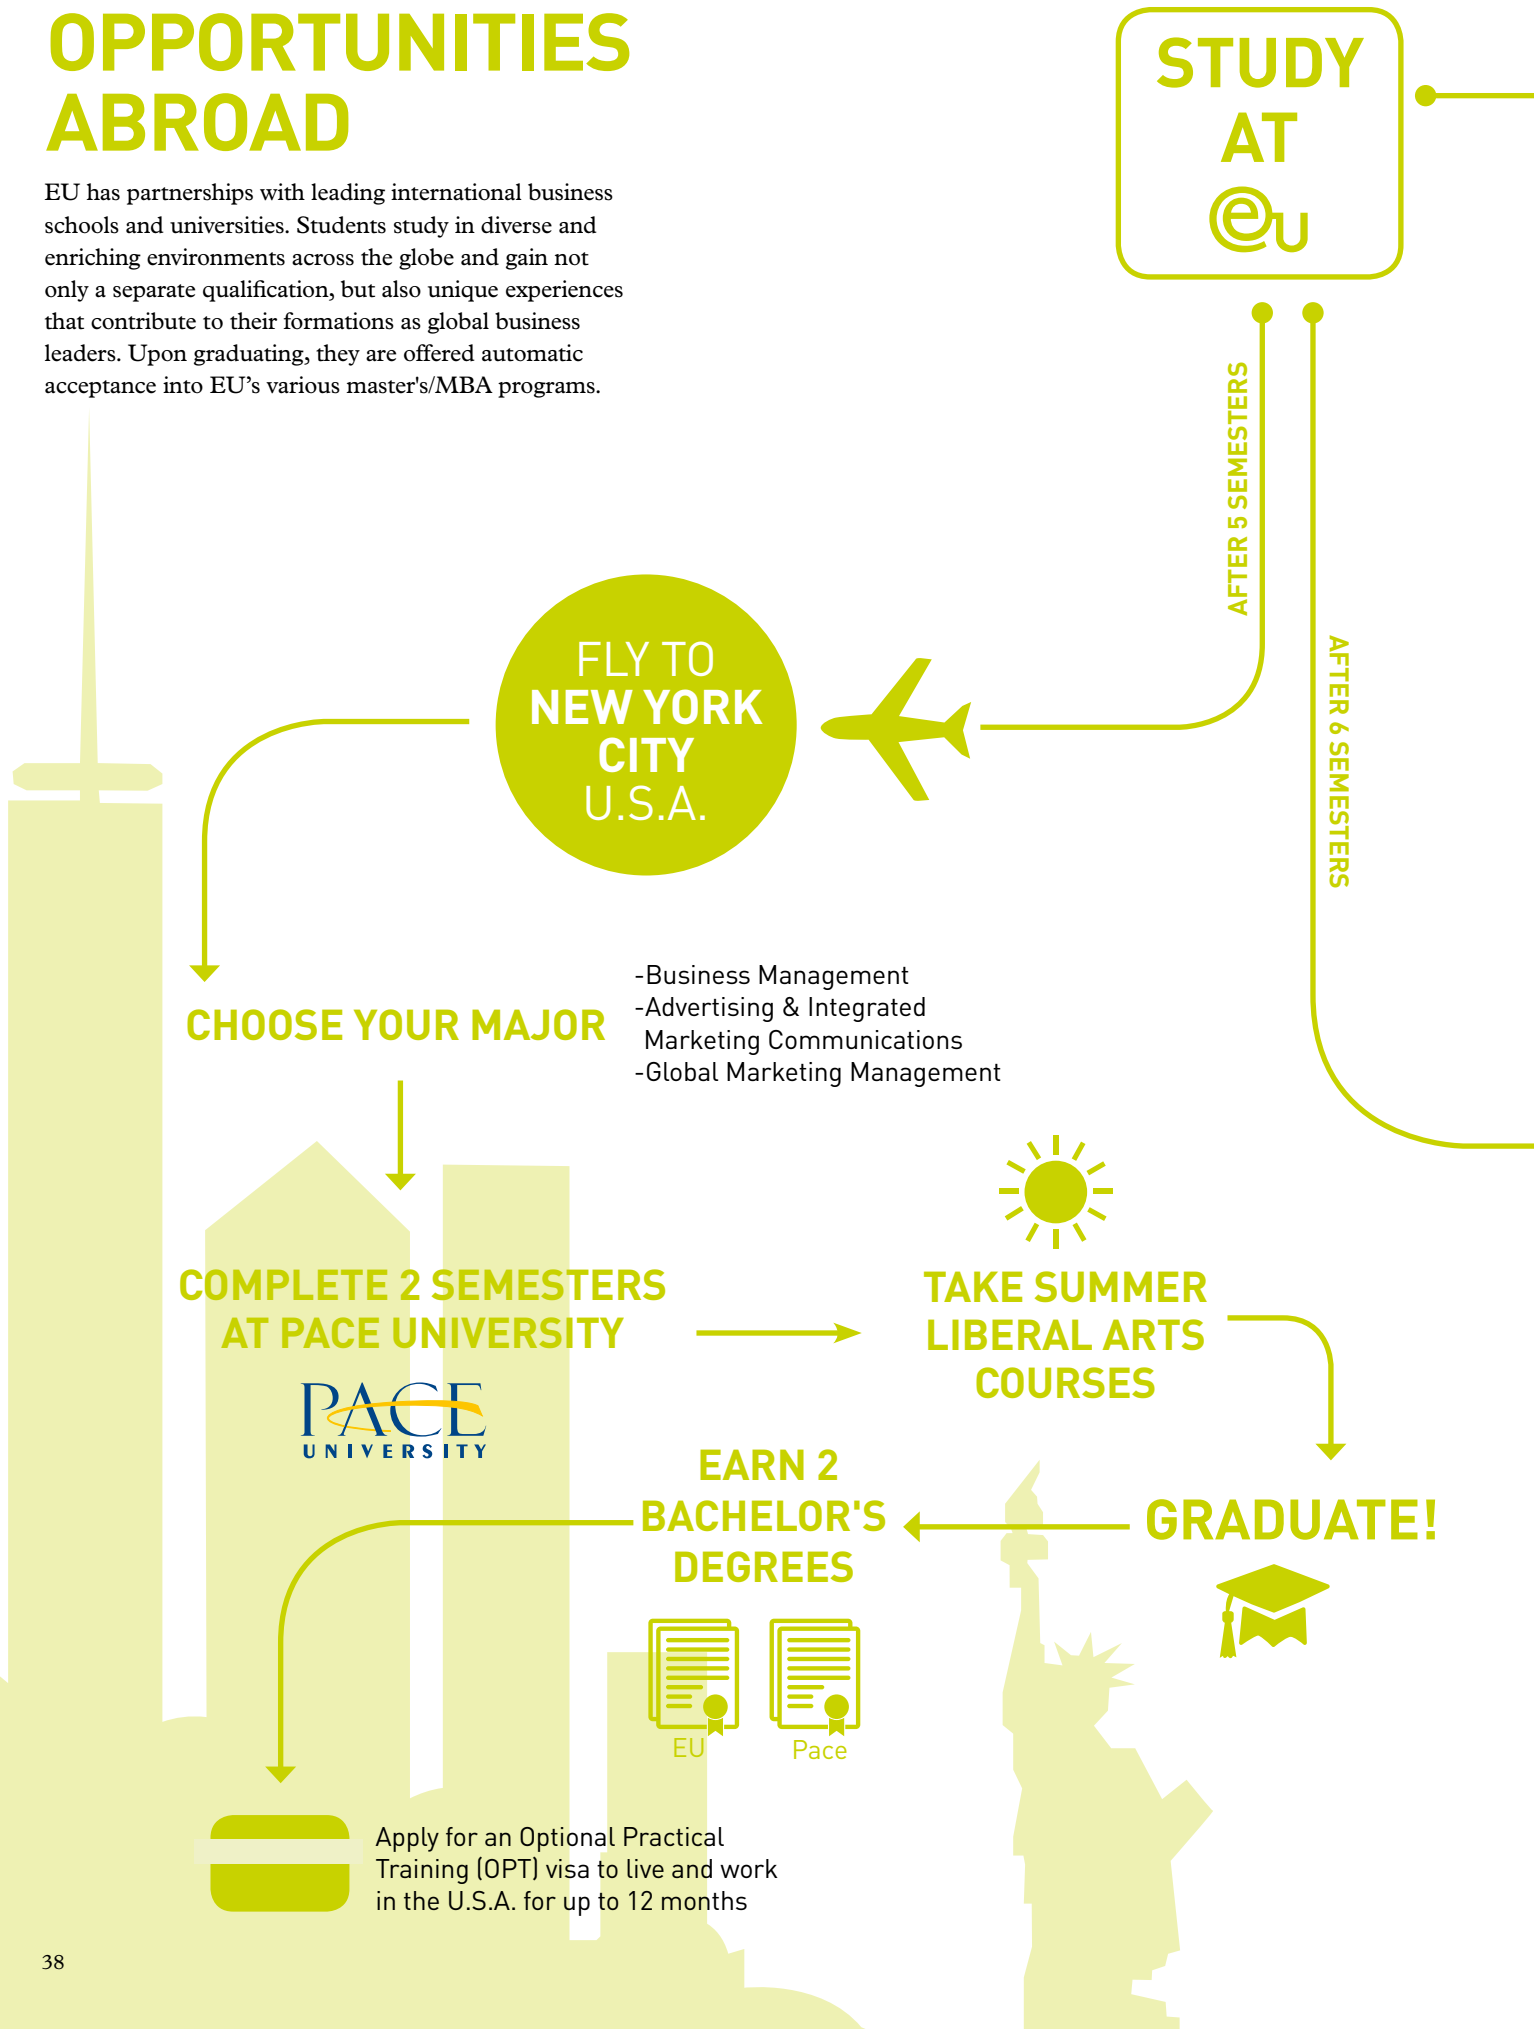 OPPORTUNITIES
ABROAD
EU has partnerships with leading international business
schools and universities. Students study in diverse and
enriching environments across the globe and gain not
only a separate qualification, but also unique experiences
that contribute to their formations as global business
leaders. Upon graduating, they are offered automatic
acceptance into EU’s various master's/MBA programs.
STUDY
AT
eu
AFTER 5 SEMESTERS
AFTER 6 SEMESTERS
FLY TO
NEW YORK
CITY
U.S.A.
CHOOSE YOUR MAJOR
-Business Management
-Advertising & Integrated
Marketing Communications
-Global Marketing Management
COMPLETE 2 SEMESTERS
AT PACE UNIVERSITY
PACE
UNIVERSITY
TAKE SUMMER
LIBERAL ARTS
COURSES
GRADUATE!
EARN 2
BACHELOR'S
DEGREES
EU
Pace
Apply for an Optional Practical
Training (OPT) visa to live and work
in the U.S.A. for up to 12 months
38